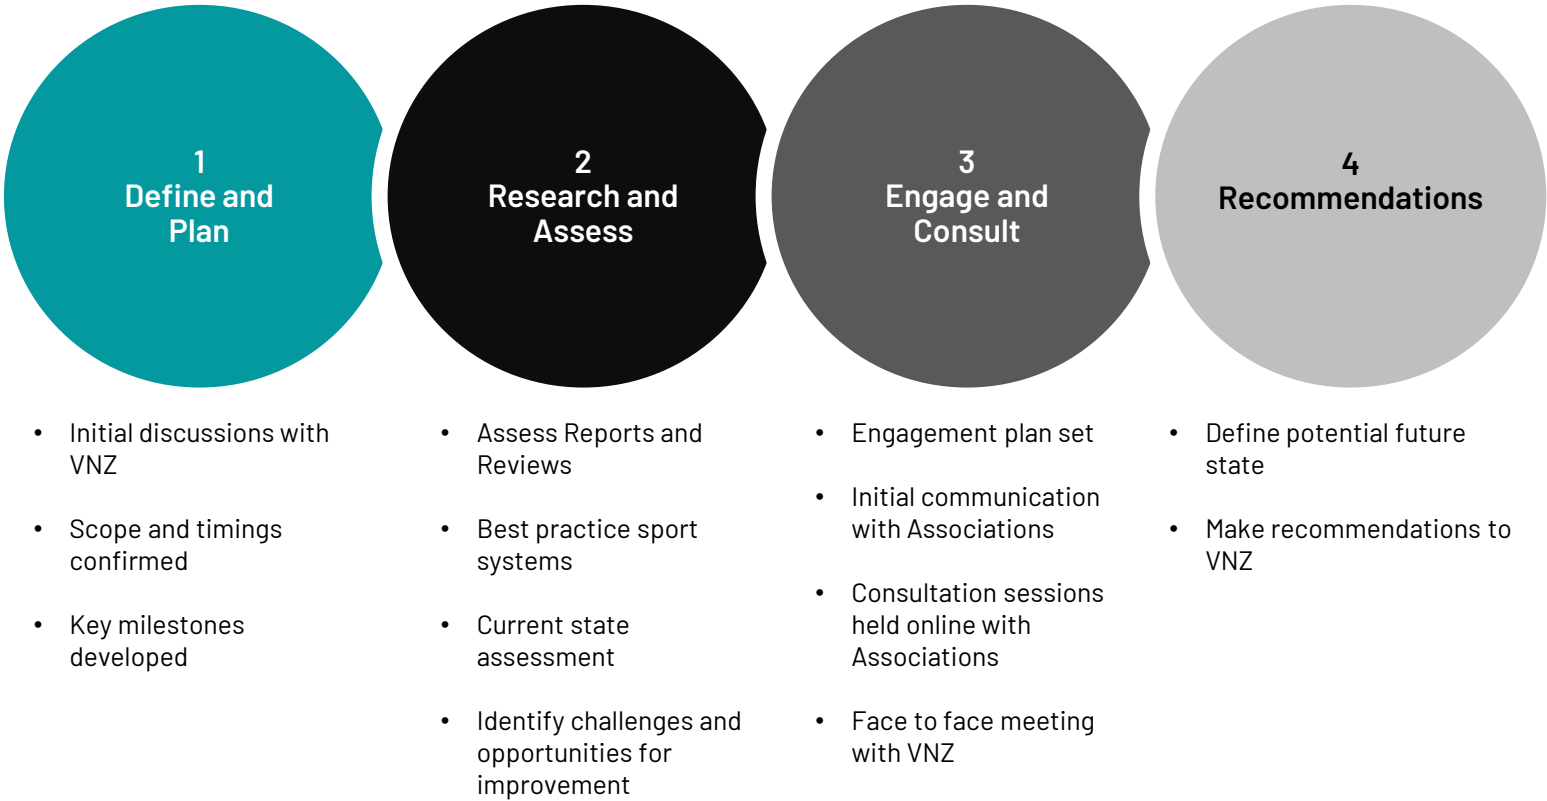 1
Define and
Plan
2
Research and
Assess
3
Engage and
Consult
4
Recommendations
• Initial discussions with
VNZ
• Scope and timings
confirmed
• Key milestones
developed
• Assess Reports and
Reviews
• Best practice sport
systems
• Current state
assessment
• Identify challenges and
opportunities for
improvement
• Engagement plan set
• Initial communication
with Associations
• Consultation sessions
held online with
Associations
• Face to face meeting
with VNZ
• Define potential future
state
• Make recommendations to
VNZ